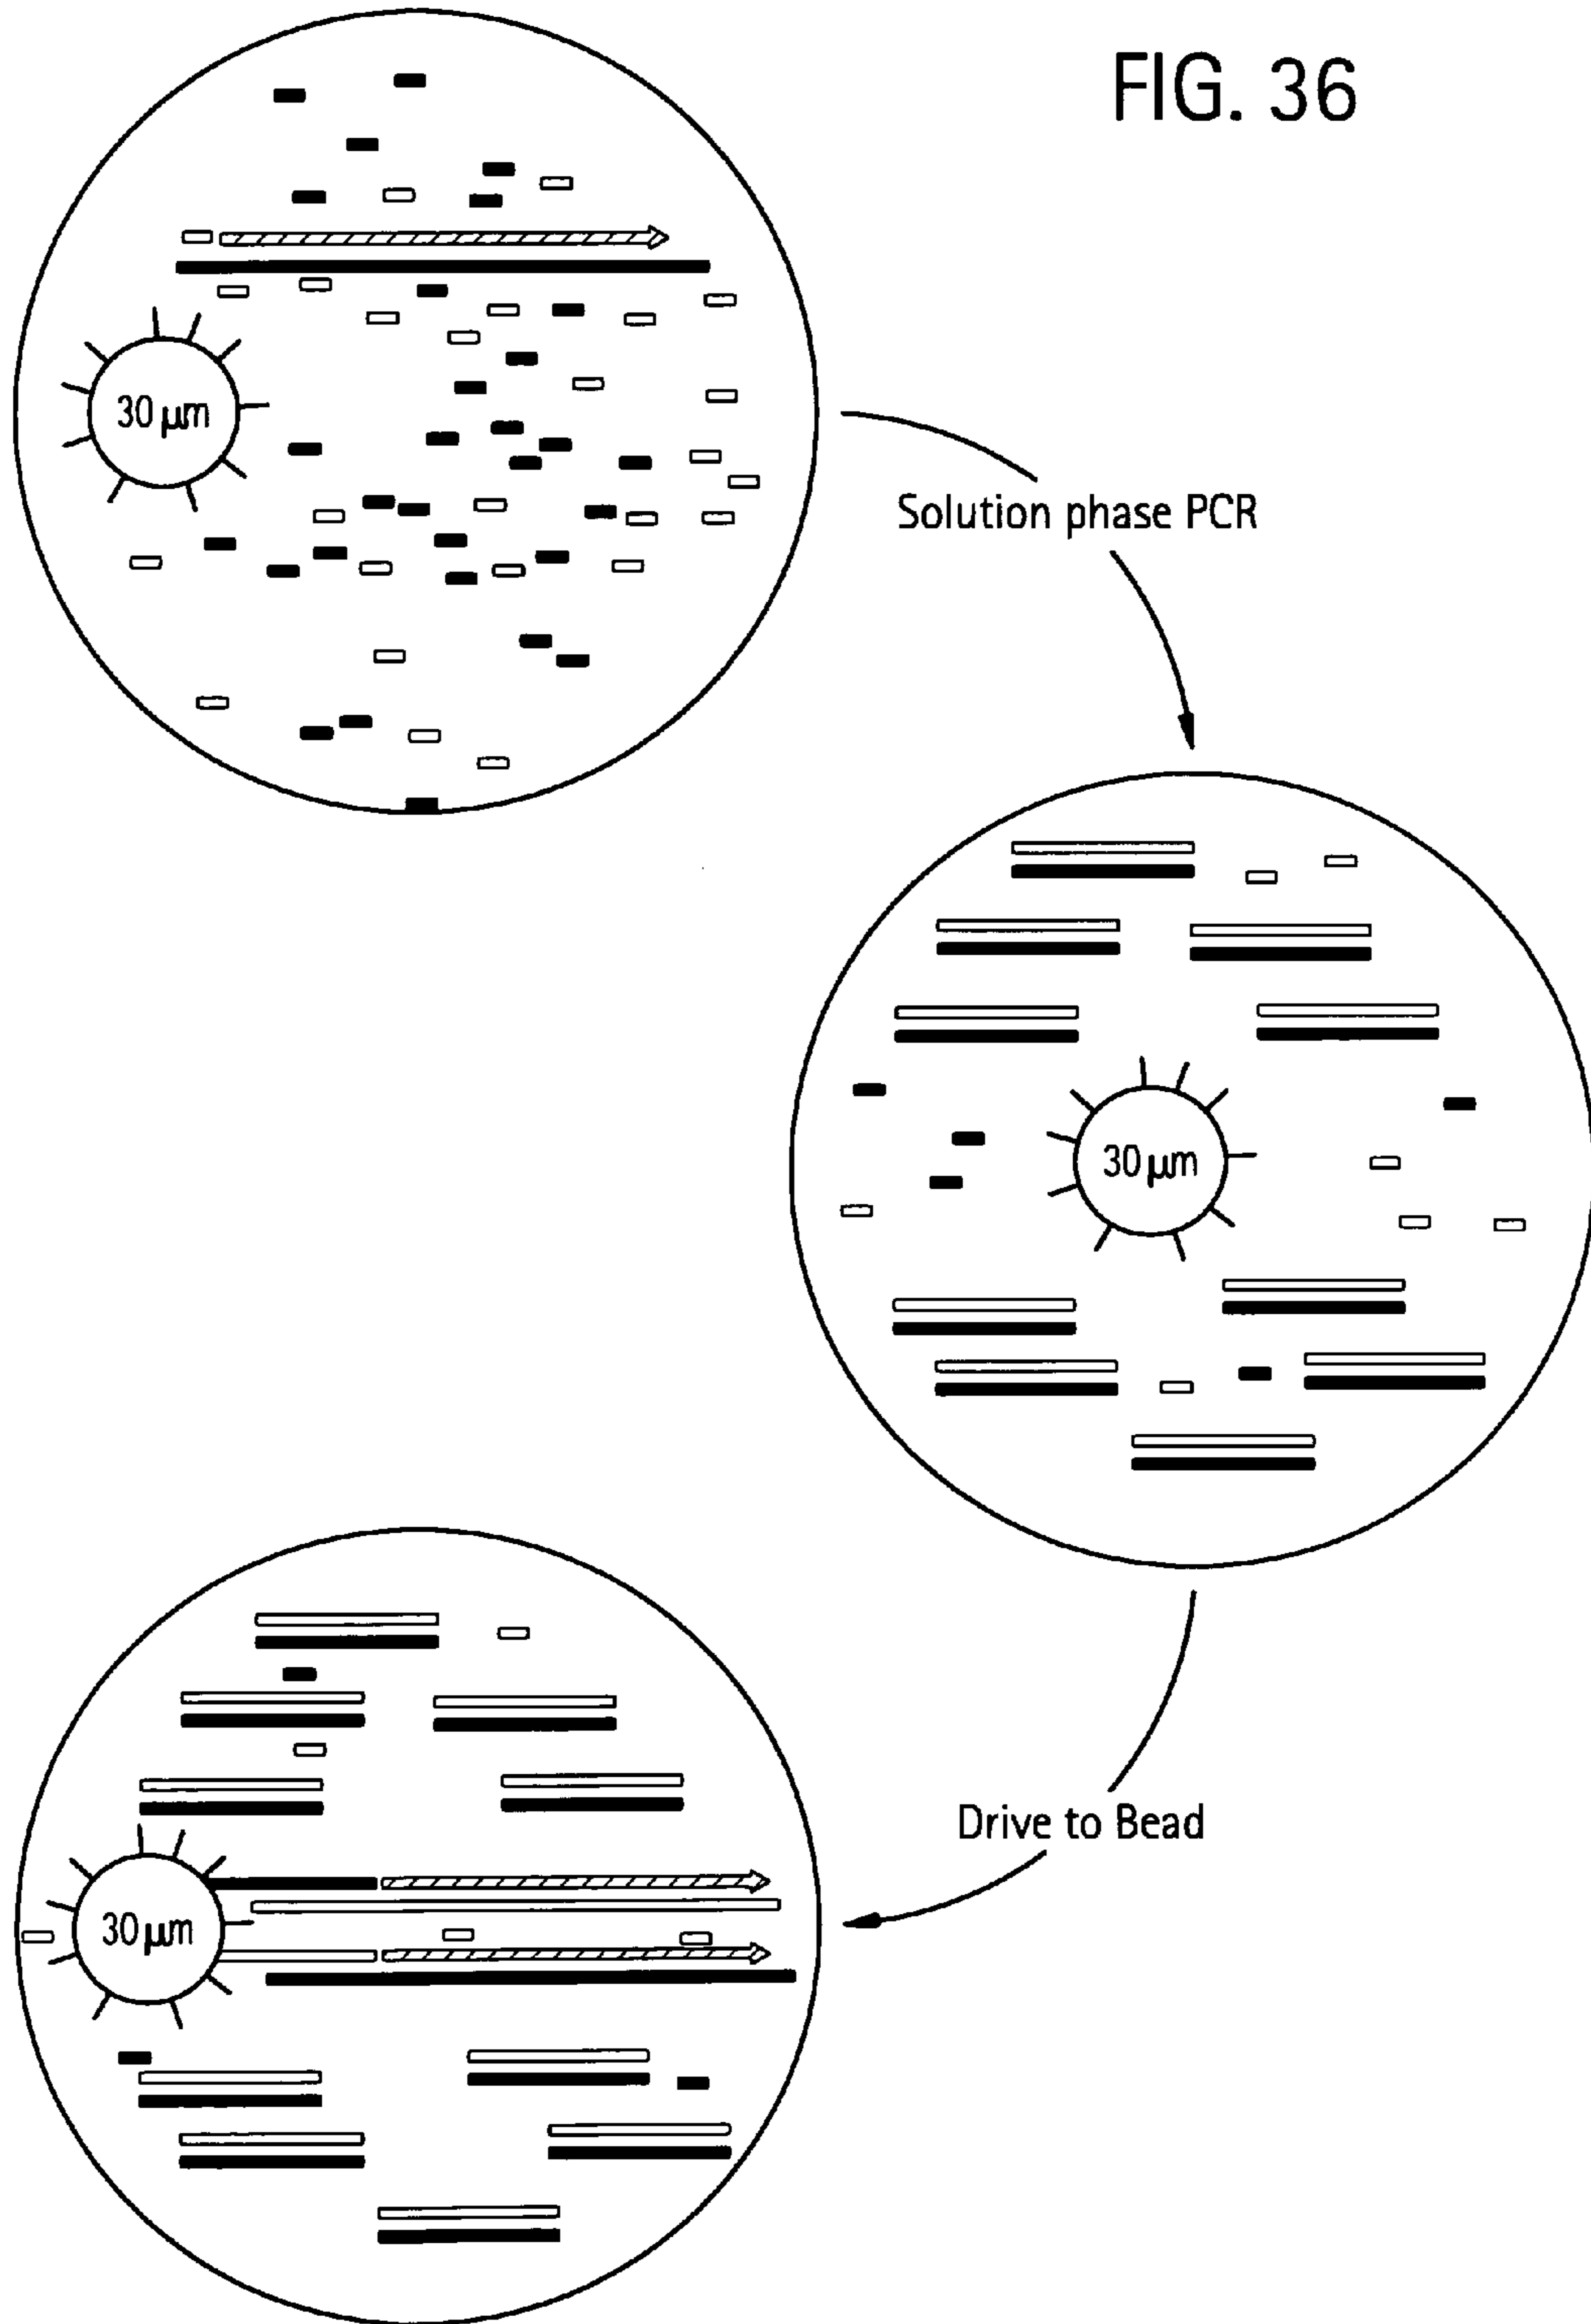 FIG. 36
30 µm
Solution phase PCR
30 µm
Drive to Bead
30 µm